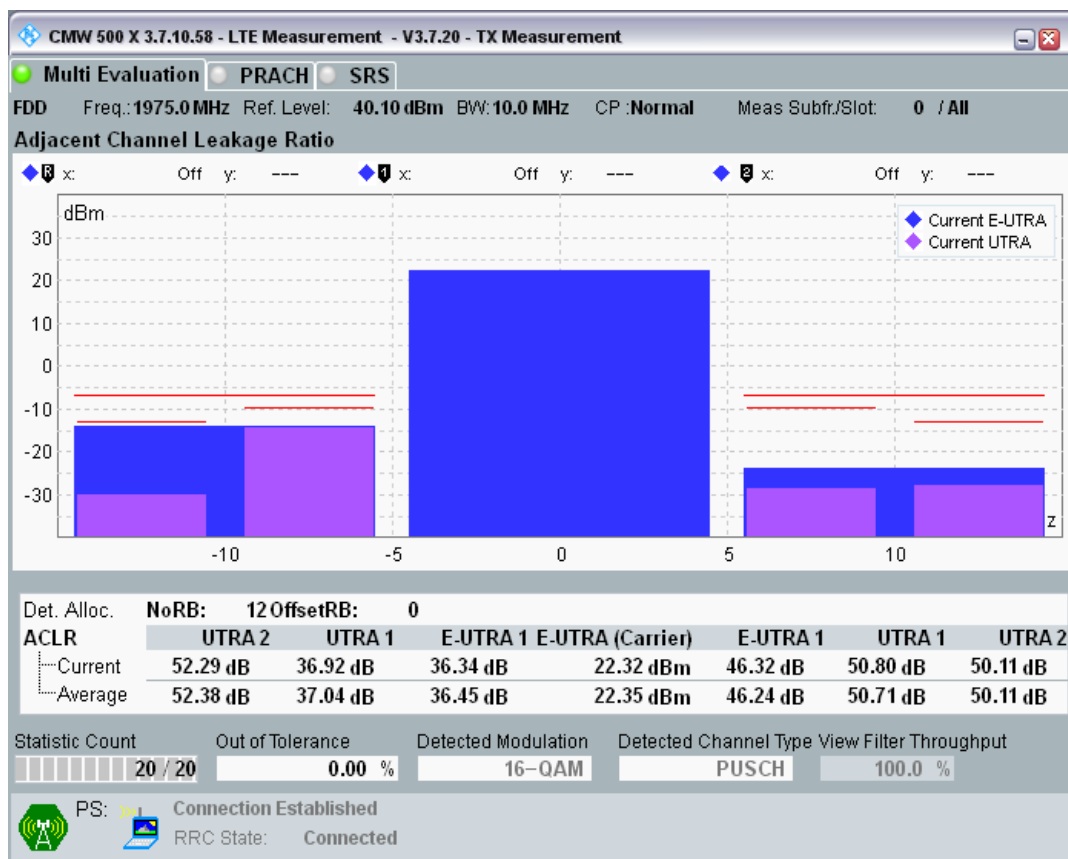 CMW 500 X 3.7.10.58 - LTE Measurement - V3.7.20 - TX Measurement
Multi Evaluation PRACH SRS
FDD Freq.:1975.0 MHz Ref. Level: 40.10 dBm BW:10.0 MHz CP :Normal Meas Subfr./Slot: 0 / All
Adjacent Channel Leakage Ratio
R x: Off y: --- 1 x: Off y: --- 2 x: Off y: ---
dBm
Current E-UTRA
Current UTRA
30
20
10
0
-10
-20
-30
z
-10 -5 0 5 10
Det. Alloc. NoRB: 12 OffsetRB: 0
ACLR UTRA 2 UTRA 1 E-UTRA 1 E-UTRA (Carrier) E-UTRA 1 UTRA 1 UTRA 2
Current 52.29 dB 36.92 dB 36.34 dB 22.32 dBm 46.32 dB 50.80 dB 50.11 dB
Average 52.38 dB 37.04 dB 36.45 dB 22.35 dBm 46.24 dB 50.71 dB 50.11 dB
Statistic Count Out of Tolerance Detected Modulation Detected Channel Type View Filter Throughput
20 / 20 0.00 % 16-QAM PUSCH 100.0 %
PS: Connection Established
RRC State: Connected